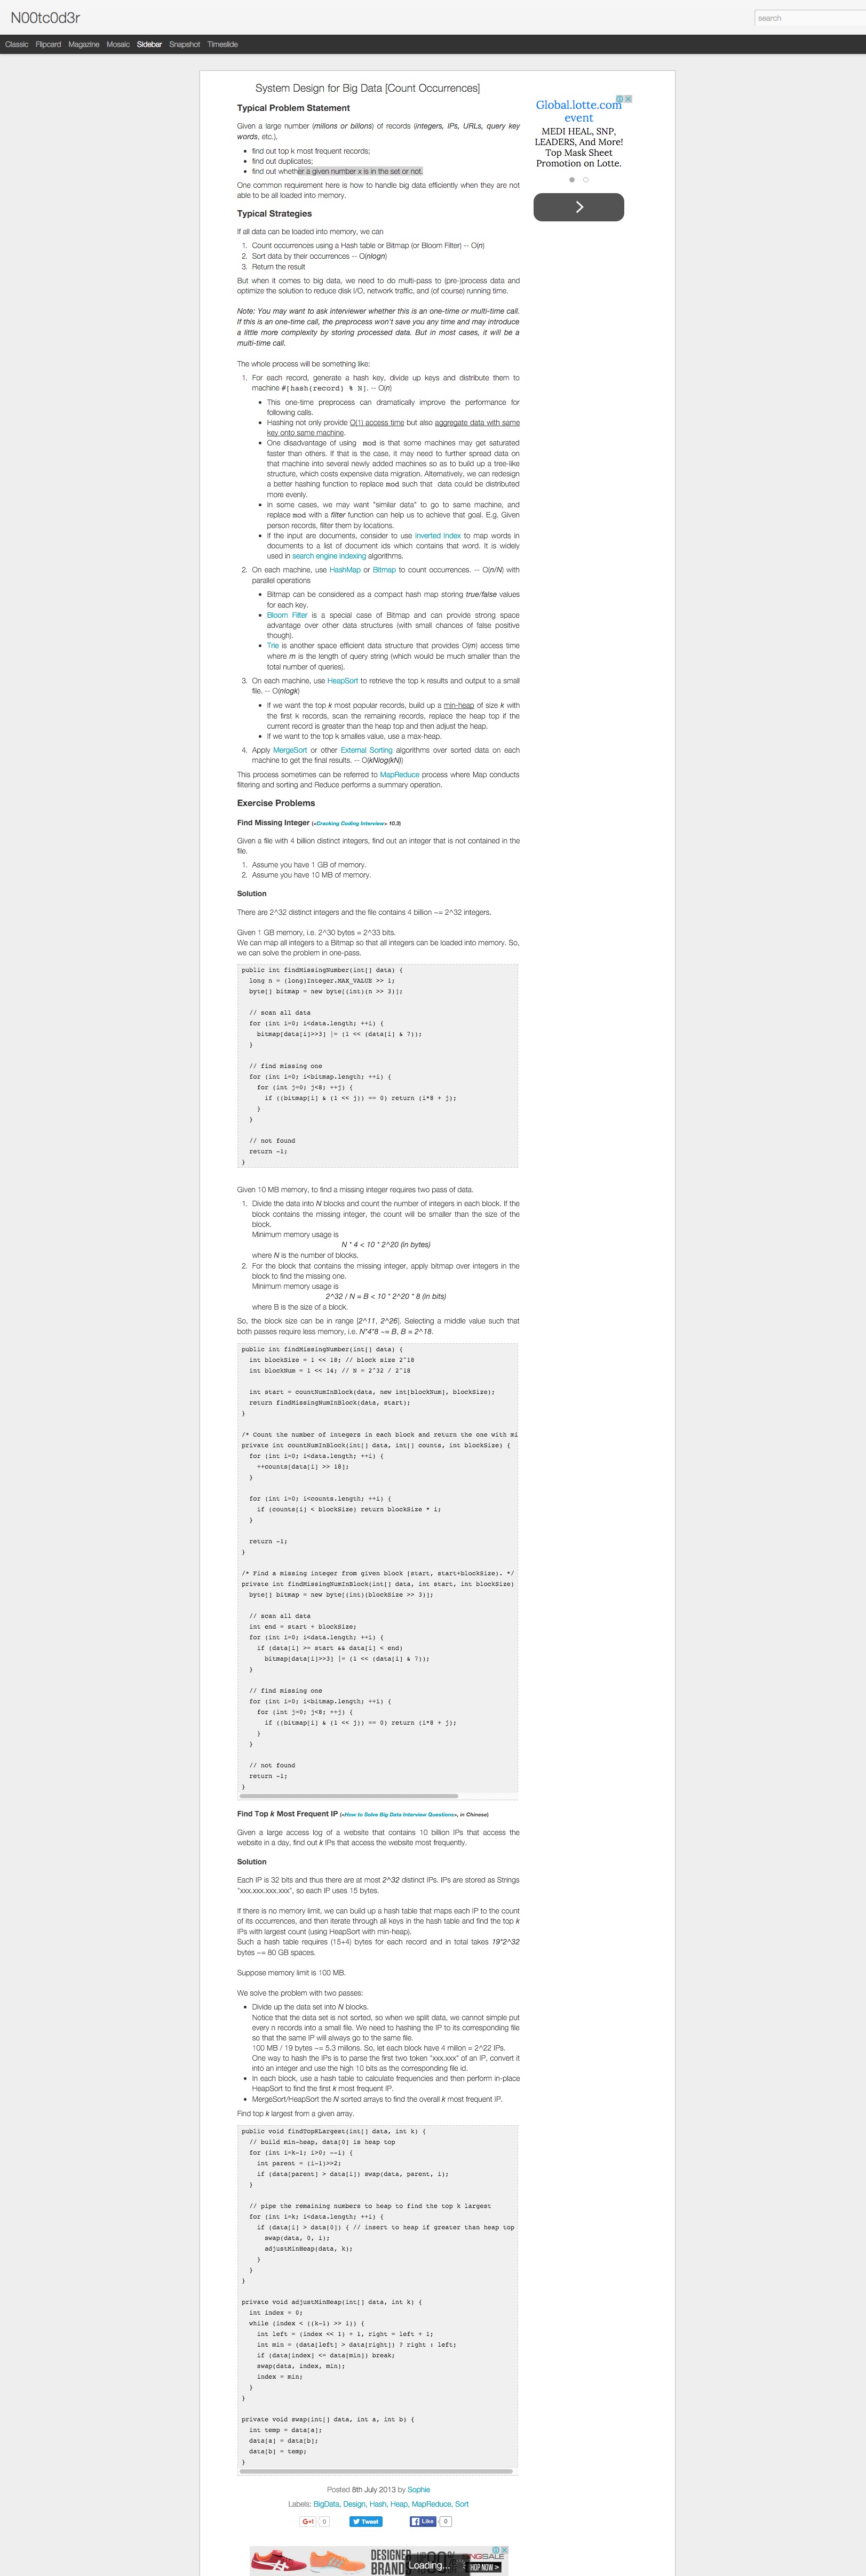 N00tc0d3r
search
Classic Flipcard Magazine Mosaic Sidebar Snapshot Timeslide
System Design for Big Data [Count Occurrences]
Typical Problem Statement
Given a large number (millons or billons) of records (integers, IPs, URLs, query key
words, etc.),
• find out top k most frequent records;
• find out duplicates;
• find out whether a given number x is in the set or not.
One common requirement here is how to handle big data efficiently when they are not
able to be all loaded into memory.
Typical Strategies
If all data can be loaded into memory, we can
1. Count occurrences using a Hash table or Bitmap (or Bloom Filter) -- O(n)
2. Sort data by their occurrences -- O(nlogn)
3. Return the result
But when it comes to big data, we need to do multi-pass to (pre-)process data and
optimize the solution to reduce disk I/O, network traffic, and (of course) running time.
Note: You may want to ask interviewer whether this is an one-time or multi-time call.
If this is an one-time call, the preprocess won't save you any time and may introduce
a little more complexity by storing processed data. But in most cases, it will be a
multi-time call.
The whole process will be something like:
1. For each record, generate a hash key, divide up keys and distribute them to
machine #[hash(record) % N]. -- O(n)
• This one-time preprocess can dramatically improve the performance for
following calls.
• Hashing not only provide O(1) access time but also aggregate data with same
key onto same machine.
• One disadvantage of using mod is that some machines may get saturated
faster than others. If that is the case, it may need to further spread data on
that machine into several newly added machines so as to build up a tree-like
structure, which costs expensive data migration. Alternatively, we can redesign
a better hashing function to replace mod such that data could be distributed
more evenly.
• In some cases, we may want "similar data" to go to same machine, and
replace mod with a filter function can help us to achieve that goal. E.g. Given
person records, filter them by locations.
• If the input are documents, consider to use Inverted Index to map words in
documents to a list of document ids which contains that word. It is widely
used in search engine indexing algorithms.
2. On each machine, use HashMap or Bitmap to count occurrences. -- O(n/N) with
parallel operations
• Bitmap can be considered as a compact hash map storing true/false values
for each key.
• Bloom Filter is a special case of Bitmap and can provide strong space
advantage over other data structures (with small chances of false positive
though).
• Trie is another space efficient data structure that provides O(m) access time
where m is the length of query string (which would be much smaller than the
total number of queries).
3. On each machine, use HeapSort to retrieve the top k results and output to a small
file. -- O(nlogk)
• If we want the top k most popular records, build up a min-heap of size k with
the first k records, scan the remaining records, replace the heap top if the
current record is greater than the heap top and then adjust the heap.
• If we want to the top k smalles value, use a max-heap.
4. Apply MergeSort or other External Sorting algorithms over sorted data on each
machine to get the final results. -- O(kNlog(kN))
This process sometimes can be referred to MapReduce process where Map conducts
filtering and sorting and Reduce performs a summary operation.
Exercise Problems
Find Missing Integer («Cracking Coding Interview» 10.3)
Given a file with 4 billion distinct integers, find out an integer that is not contained in the
file.
1. Assume you have 1 GB of memory.
2. Assume you have 10 MB of memory.
Solution
There are 2^32 distinct integers and the file contains 4 billion ~= 2^32 integers.
Given 1 GB memory, i.e. 2^30 bytes = 2^33 bits.
We can map all integers to a Bitmap so that all integers can be loaded into memory. So,
we can solve the problem in one-pass.
public int findMissingNumber(int[] data) {
long n = (long)Integer.MAX_VALUE >> 1;
byte[] bitmap = new byte[(int)(n >> 3)];
// scan all data
for (int i=0; i<data.length; ++i) {
bitmap[data[i]>>3] |= (1 << (data[i] & 7));
}
// find missing one
for (int i=0; i<bitmap.length; ++i) {
for (int j=0; j<8; ++j) {
if ((bitmap[i] & (1 << j)) == 0) return (i*8 + j);
}
}
// not found
return -1;
}
Given 10 MB memory, to find a missing integer requires two pass of data.
1. Divide the data into N blocks and count the number of integers in each block. If the
block contains the missing integer, the count will be smaller than the size of the
block.
Minimum memory usage is
N * 4 < 10 * 2^20 (in bytes)
where N is the number of blocks.
2. For the block that contains the missing integer, apply bitmap over integers in the
block to find the missing one.
Minimum memory usage is
2^32 / N = B < 10 * 2^20 * 8 (in bits)
where B is the size of a block.
So, the block size can be in range [2^11, 2^26]. Selecting a middle value such that
both passes require less memory, i.e. N*4*8 ~= B, B = 2^18.
public int findMissingNumber(int[] data) {
int blockSize = 1 << 18; // block size 2^18
int blockNum = 1 << 14; // N = 2^32 / 2^18
int start = countNumInBlock(data, new int[blockNum], blockSize);
return findMissingNumInBlock(data, start);
}
/* Count the number of integers in each block and return the one with mi
private int countNumInBlock(int[] data, int[] counts, int blockSize) {
for (int i=0; i<data.length; ++i) {
++counts[data[i] >> 18];
}
for (int i=0; i<counts.length; ++i) {
if (counts[i] < blockSize) return blockSize * i;
}
return -1;
}
/* Find a missing integer from given block [start, start+blockSize). */
private int findMissingNumInBlock(int[] data, int start, int blockSize)
byte[] bitmap = new byte[(int)(blockSize >> 3)];
// scan all data
int end = start + blockSize;
for (int i=0; i<data.length; ++i) {
if (data[i] >= start && data[i] < end)
bitmap[data[i]>>3] |= (1 << (data[i] & 7));
}
// find missing one
for (int i=0; i<bitmap.length; ++i) {
for (int j=0; j<8; ++j) {
if ((bitmap[i] & (1 << j)) == 0) return (i*8 + j);
}
}
// not found
return -1;
}
Find Top k Most Frequent IP («How to Solve Big Data Interview Questions», in Chinese)
Given a large access log of a website that contains 10 billion IPs that access the
website in a day, find out k IPs that access the website most frequently.
Solution
Each IP is 32 bits and thus there are at most 2^32 distinct IPs. IPs are stored as Strings
"xxx.xxx.xxx.xxx", so each IP uses 15 bytes.
If there is no memory limit, we can build up a hash table that maps each IP to the count
of its occurrences, and then iterate through all keys in the hash table and find the top k
IPs with largest count (using HeapSort with min-heap).
Such a hash table requires (15+4) bytes for each record and in total takes 19*2^32
bytes ~= 80 GB spaces.
Suppose memory limit is 100 MB.
We solve the problem with two passes:
• Divide up the data set into N blocks.
Notice that the data set is not sorted, so when we split data, we cannot simple put
every n records into a small file. We need to hashing the IP to its corresponding file
so that the same IP will always go to the same file.
100 MB / 19 bytes ~= 5.3 millons. So, let each block have 4 millon = 2^22 IPs.
One way to hash the IPs is to parse the first two token "xxx.xxx" of an IP, convert it
into an integer and use the high 10 bits as the corresponding file id.
• In each block, use a hash table to calculate frequencies and then perform in-place
HeapSort to find the first k most frequent IP.
• MergeSort/HeapSort the N sorted arrays to find the overall k most frequent IP.
Find top k largest from a given array.
public void findTopKLargest(int[] data, int k) {
// build min-heap, data[0] is heap top
for (int i=k-1; i>0; --i) {
int parent = (i-1)>>2;
if (data[parent] > data[i]) swap(data, parent, i);
}
// pipe the remaining numbers to heap to find the top k largest
for (int i=k; i<data.length; ++i) {
if (data[i] > data[0]) { // insert to heap if greater than heap top
swap(data, 0, i);
adjustMinHeap(data, k);
}
}
}
private void adjustMinHeap(int[] data, int k) {
int index = 0;
while (index < ((k-1) >> 1)) {
int left = (index << 1) + 1, right = left + 1;
int min = (data[left] > data[right]) ? right : left;
if (data[index] <= data[min]) break;
swap(data, index, min);
index = min;
}
}
private void swap(int[] data, int a, int b) {
int temp = data[a];
data[a] = data[b];
data[b] = temp;
}
Posted 8th July 2013 by Sophie
Labels: BigData, Design, Hash, Heap, MapReduce, Sort
G+1 0 Tweet Like 0
Global.lotte.com
event
MEDI HEAL, SNP,
LEADERS, And More!
Top Mask Sheet
Promotion on Lotte.
DESIGNER
BRAND
Loading...
SHOP NOW >